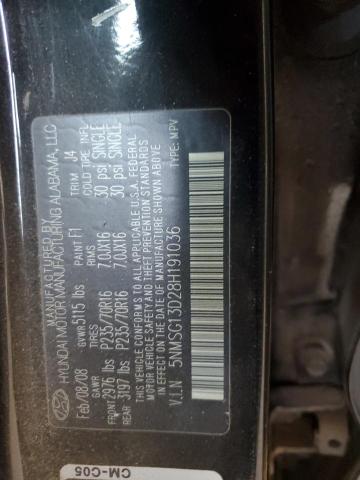 MANUFACTURED BY
HYUNDAI MOTOR MANUFACTURING ALABAMA, LLC
Feb/08/08 GVWR 5115 lbs PAINT F1 TRIM J4
GAWR TIRES RIMS COLD TIRE INFL
FRONT 2976 lbs P235/70R16 7.0JX16 30 psi SINGLE
REAR 3197 lbs P235/70R16 7.0JX16 30 psi SINGLE
THIS VEHICLE CONFORMS TO ALL APPLICABLE U.S.A. FEDERAL
MOTOR VEHICLE SAFETY AND THEFT PREVENTION STANDARDS
IN EFFECT ON THE DATE OF MANUFACTURE SHOWN ABOVE
V.I.N 5NMSG13D28H191036 TYPE: MPV
CM-C05